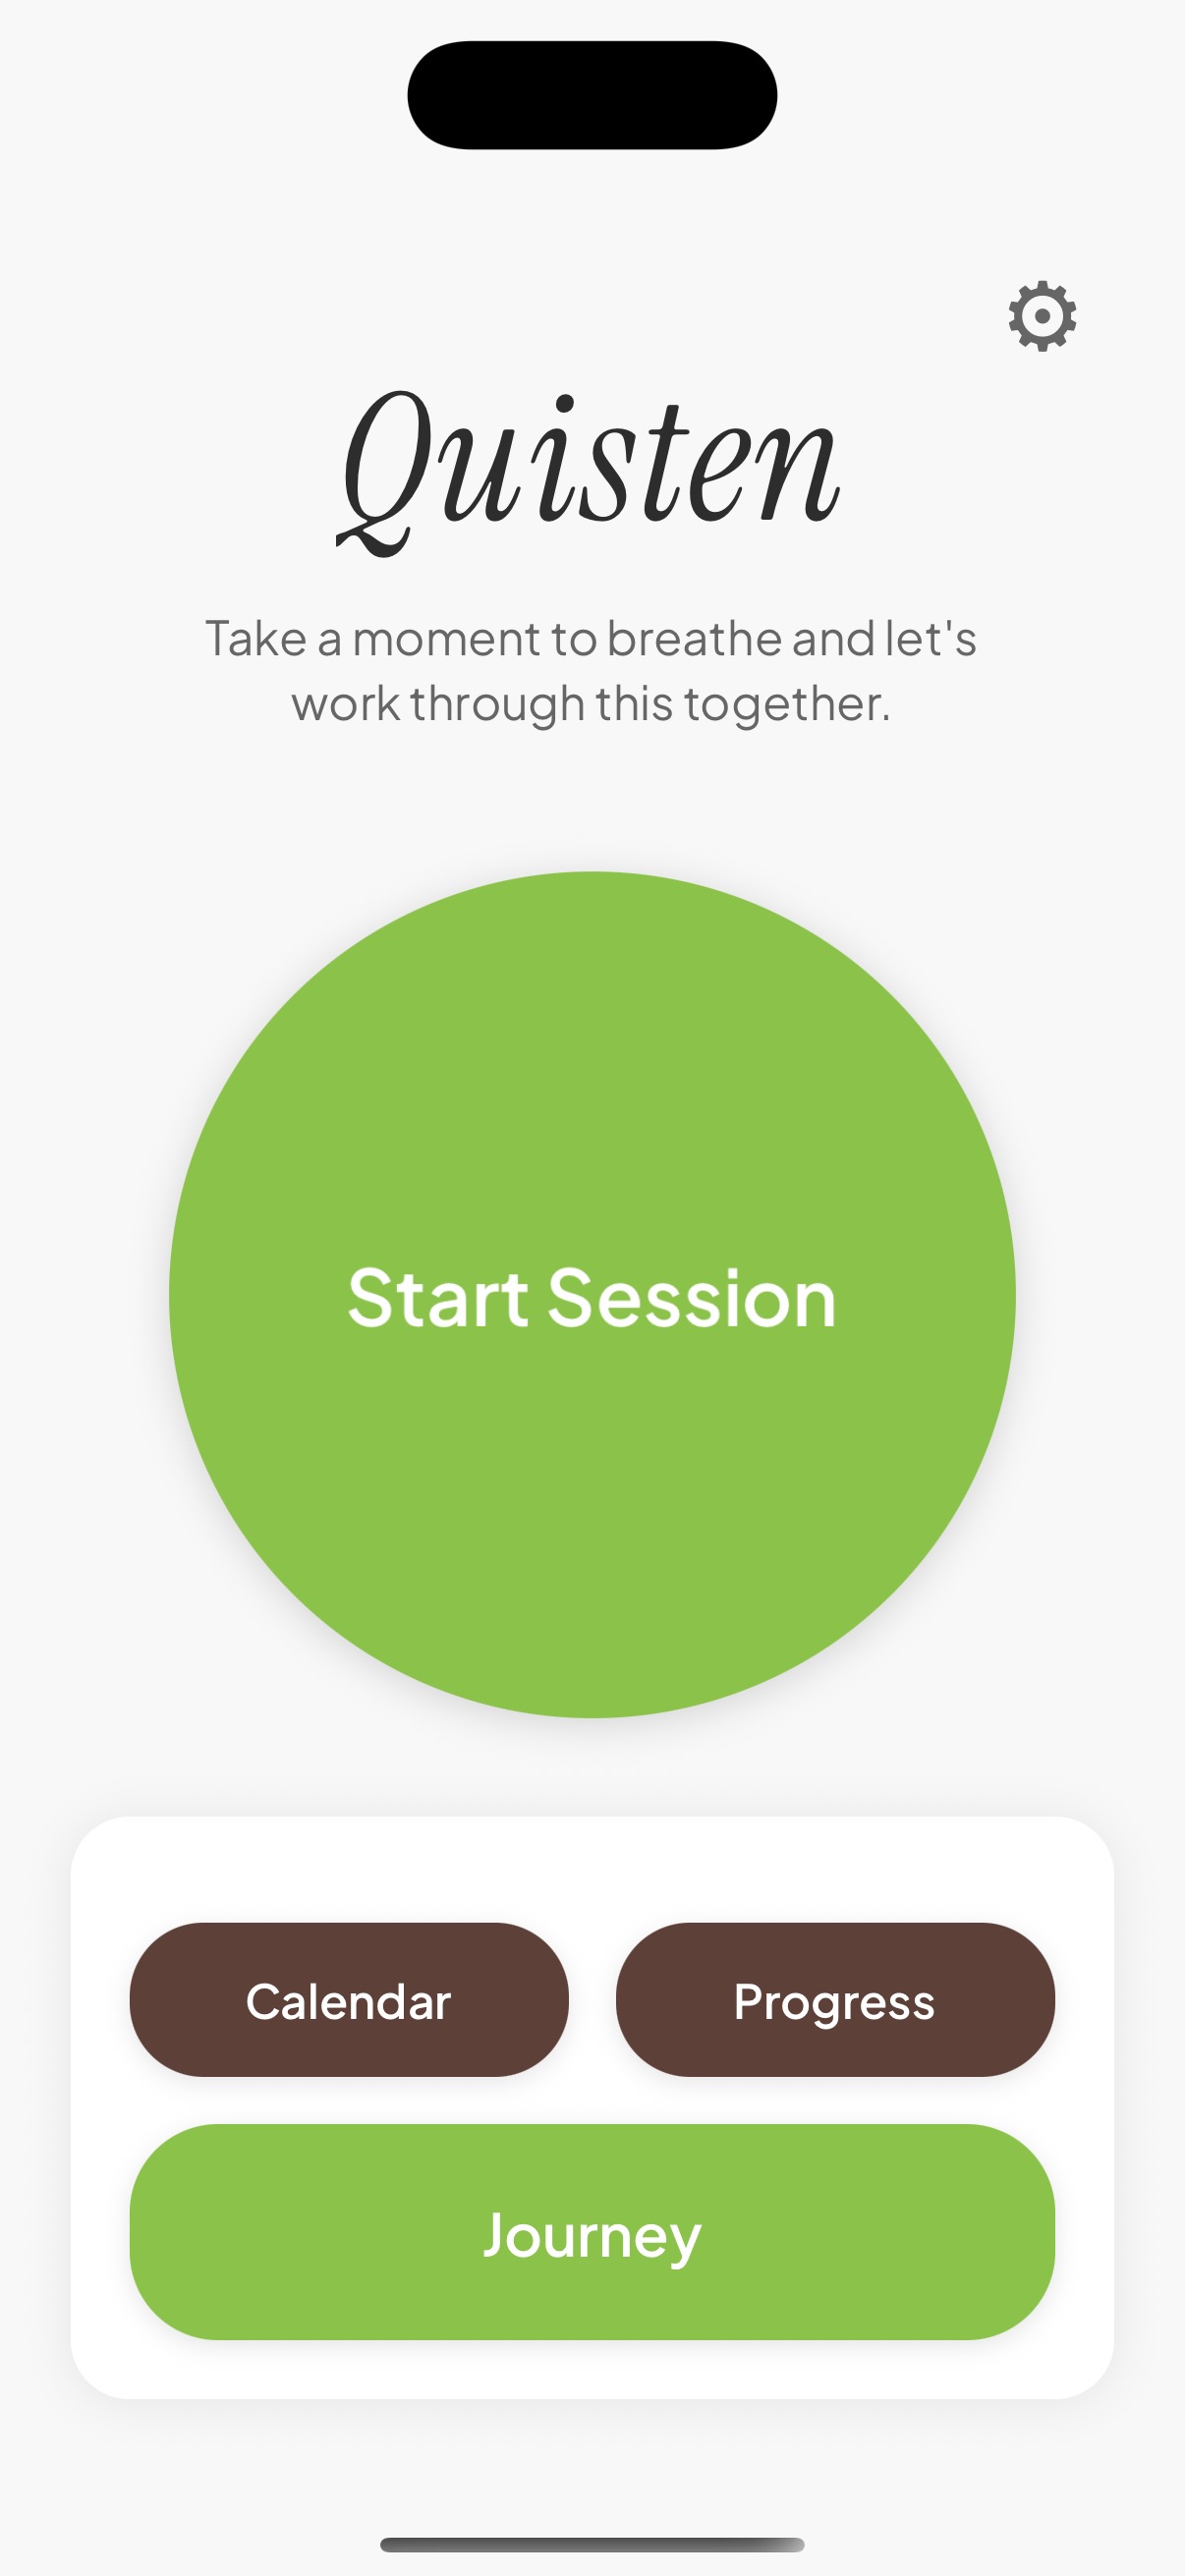 Quisten
Take a moment to breathe and let's
work through this together.
Start Session
Calendar
Progress
Journey